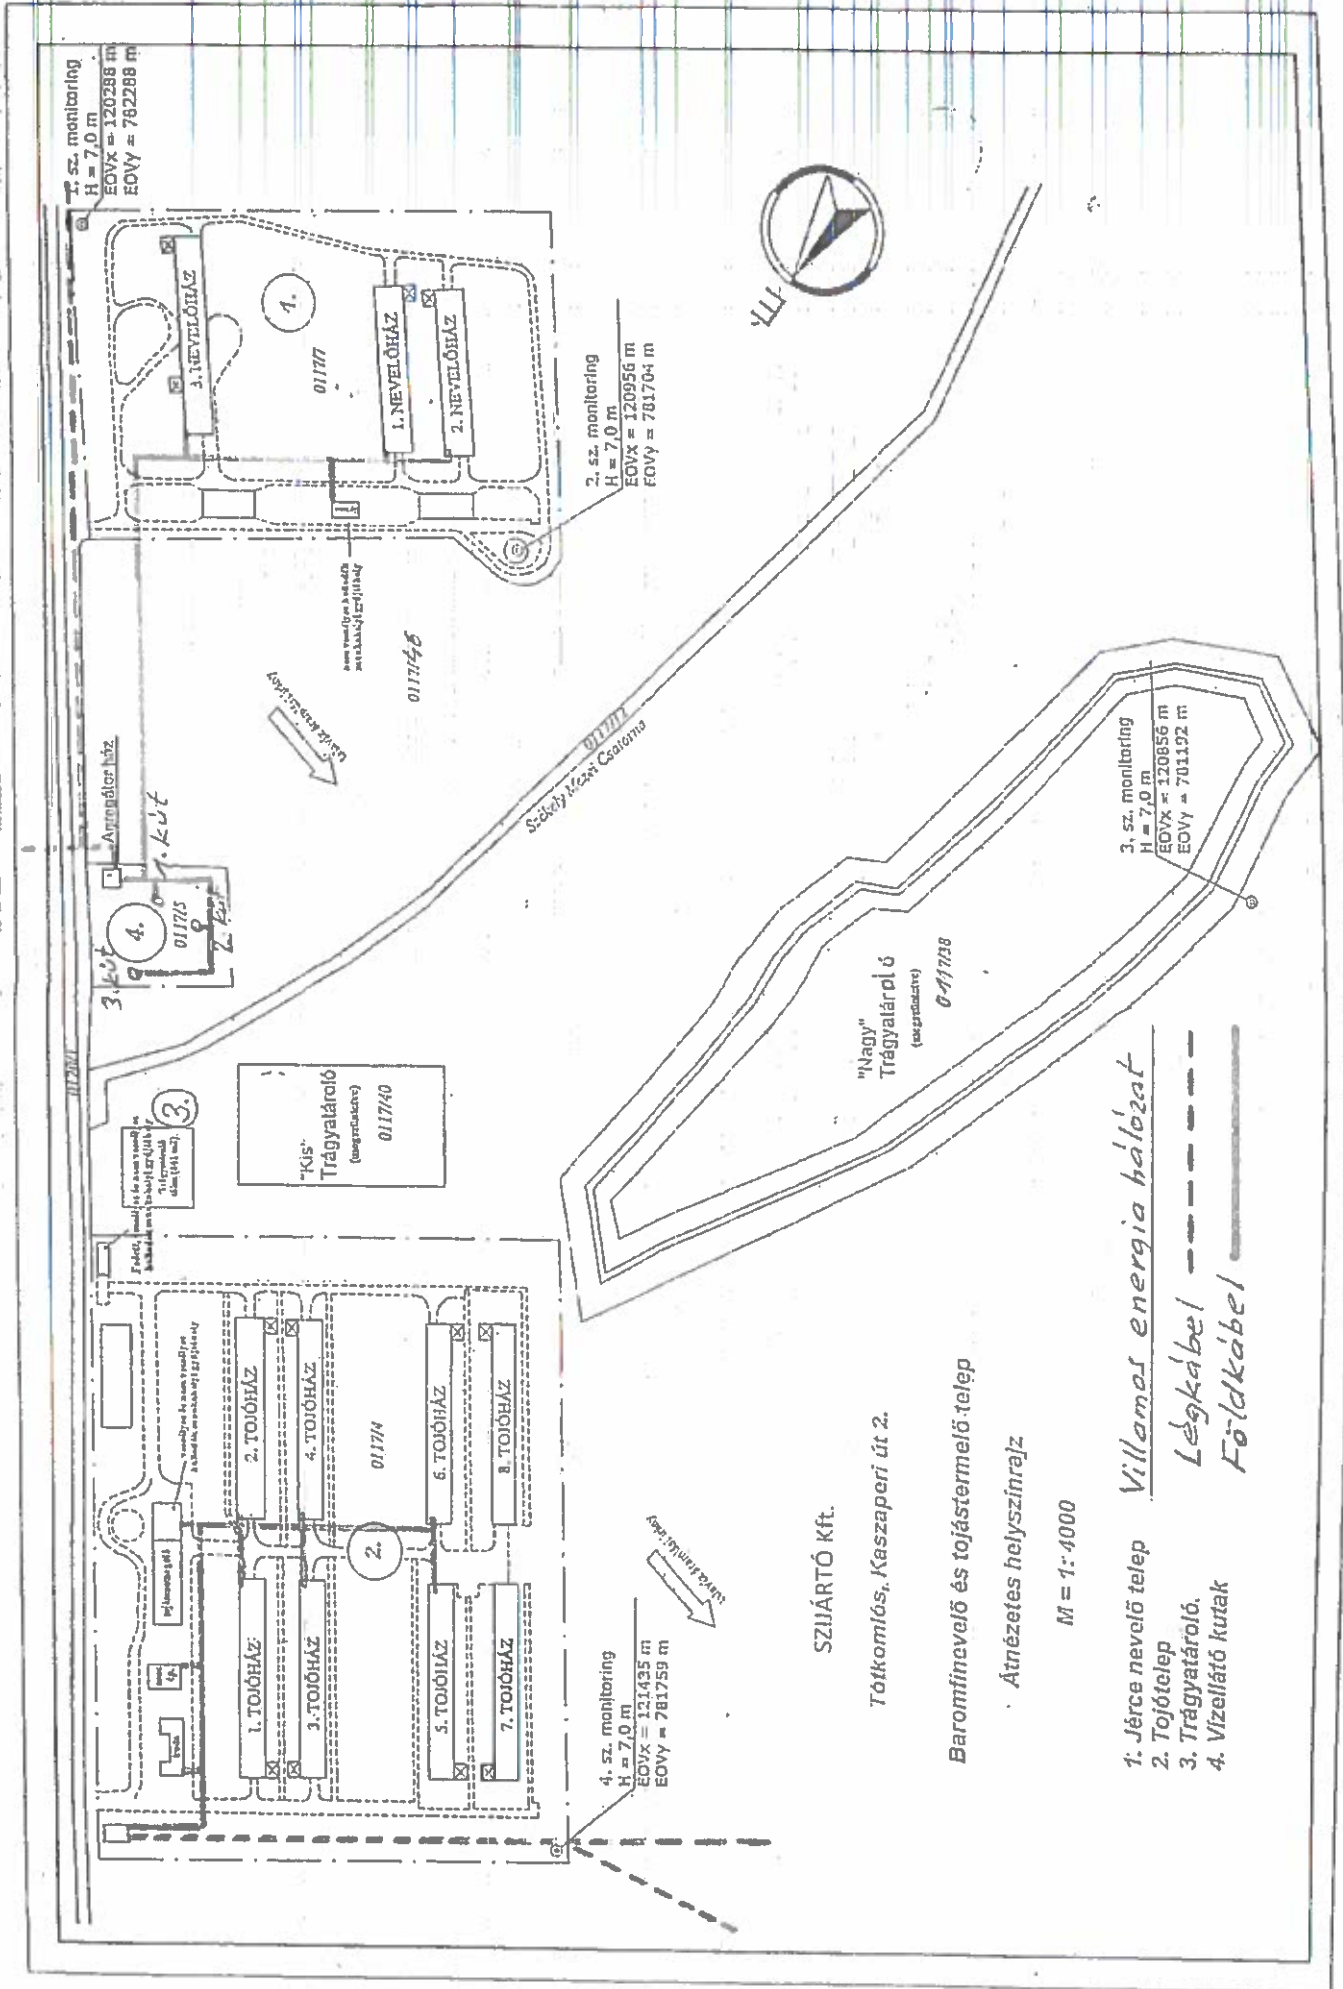 1. sz. monitoring
H = 7,0 m
EOVx = 120288 m
EOVy = 782288 m
3. NEVELŐHÁZ
1.
0117/7
1. NEVELŐHÁZ
2. NEVELŐHÁZ
2. sz. monitoring
H = 7,0 m
EOVx = 120956 m
EOVy = 781704 m
É
Aggregátor ház
1. kút
4.
0117/5
2. kút
3. kút
0117/12
Székely Mezei Csatorna
3. sz. monitoring
H = 7,0 m
EOVx = 120856 m
EOVy = 781192 m
"Nagy"
Trágyatároló
(megszüntetve)
0117/38
3.
"Kis"
Trágyatároló
(megszüntetve)
0117/40
2. TOJÓHÁZ
4. TOJÓHÁZ
0117/4
6. TOJÓHÁZ
8. TOJÓHÁZ
2.
Iroda
1. TOJÓHÁZ
3. TOJÓHÁZ
5. TOJÓHÁZ
7. TOJÓHÁZ
4. sz. monitoring
H = 7,0 m
EOVx = 121435 m
EOVy = 781759 m
SZIJÁRTÓ Kft.
Tótkomlós, Kaszaperi út 2.
Baromfinevelő és tojástermelő telep
Átnézetes helyszínrajz
M = 1: 4000
1. Jérce nevelő telep
2. Tojótelep
3. Trágyatároló.
4. Vízellátó kutak
Villamos energia hálózat
Légkábel
Földkábel